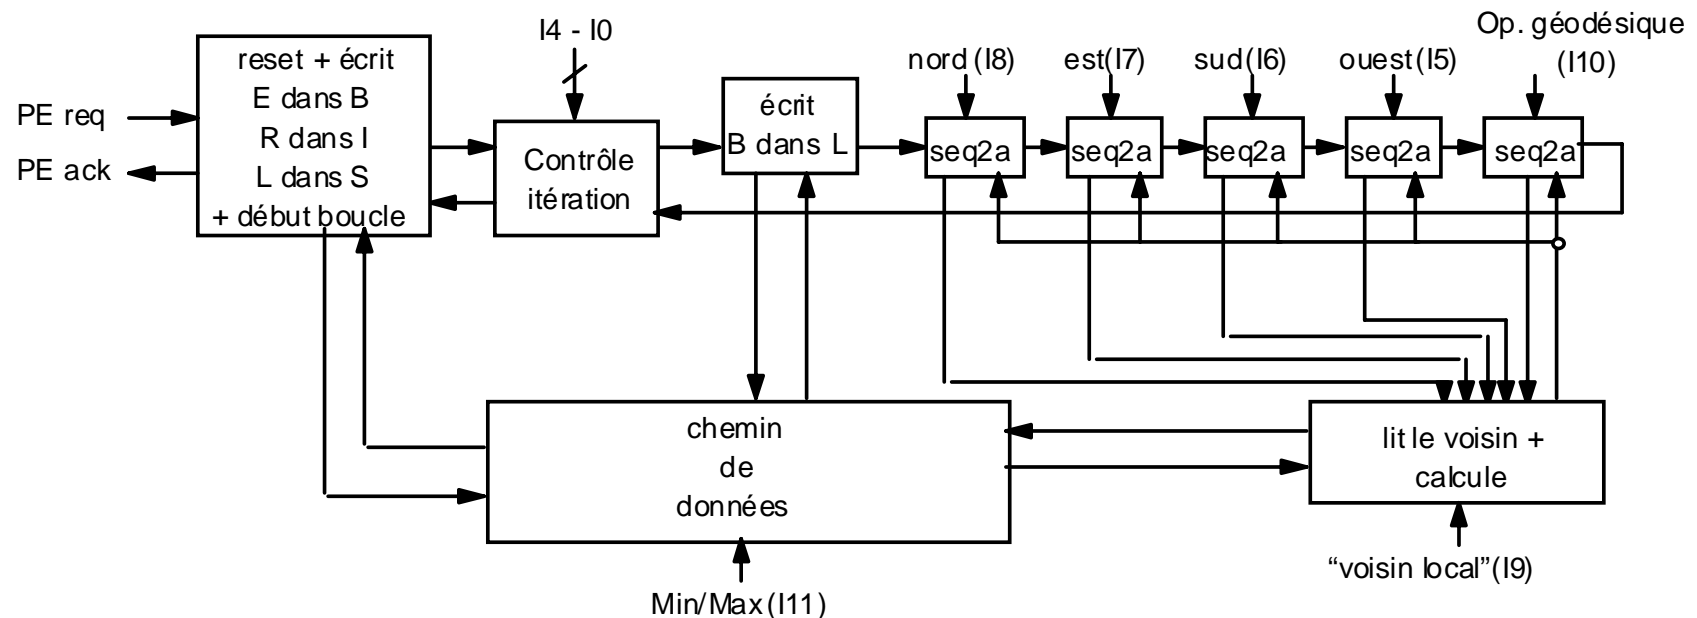 Op. géodésique
(I10)
I4 - I0
nord (I8)
est(I7)
sud(I6)
ouest(I5)
PE req
PE ack
reset + écrit
E dans B
R dans I
L dans S
+ début boucle
Contrôle
itération
écrit
B dans L
seq2a
seq2a
seq2a
seq2a
seq2a
chemin
de
données
lit le voisin +
calcule
Min/Max(I11)
“voisin local”(I9)